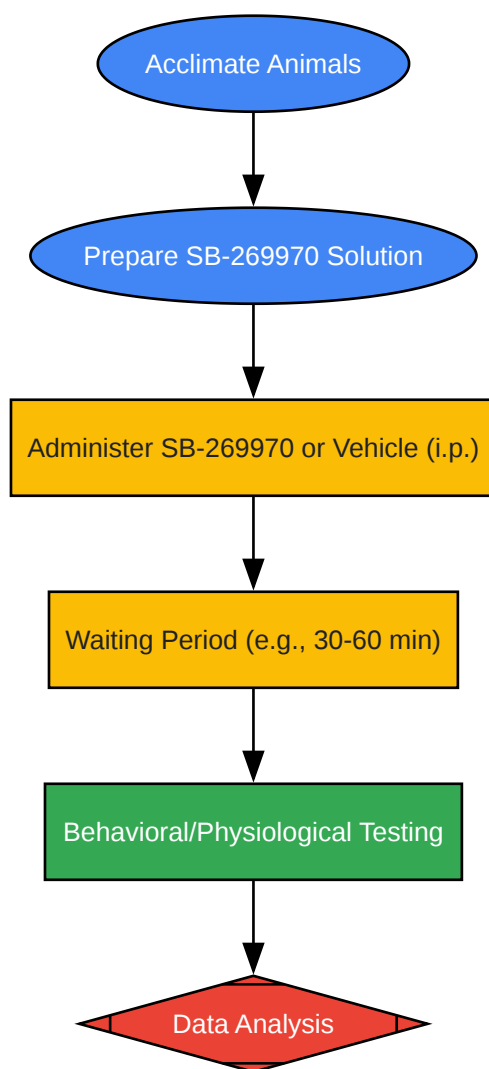 Acclimate Animals
Prepare SB-269970 Solution
Administer SB-269970 or Vehicle (i.p.)
Waiting Period (e.g., 30-60 min)
Behavioral/Physiological Testing
Data Analysis